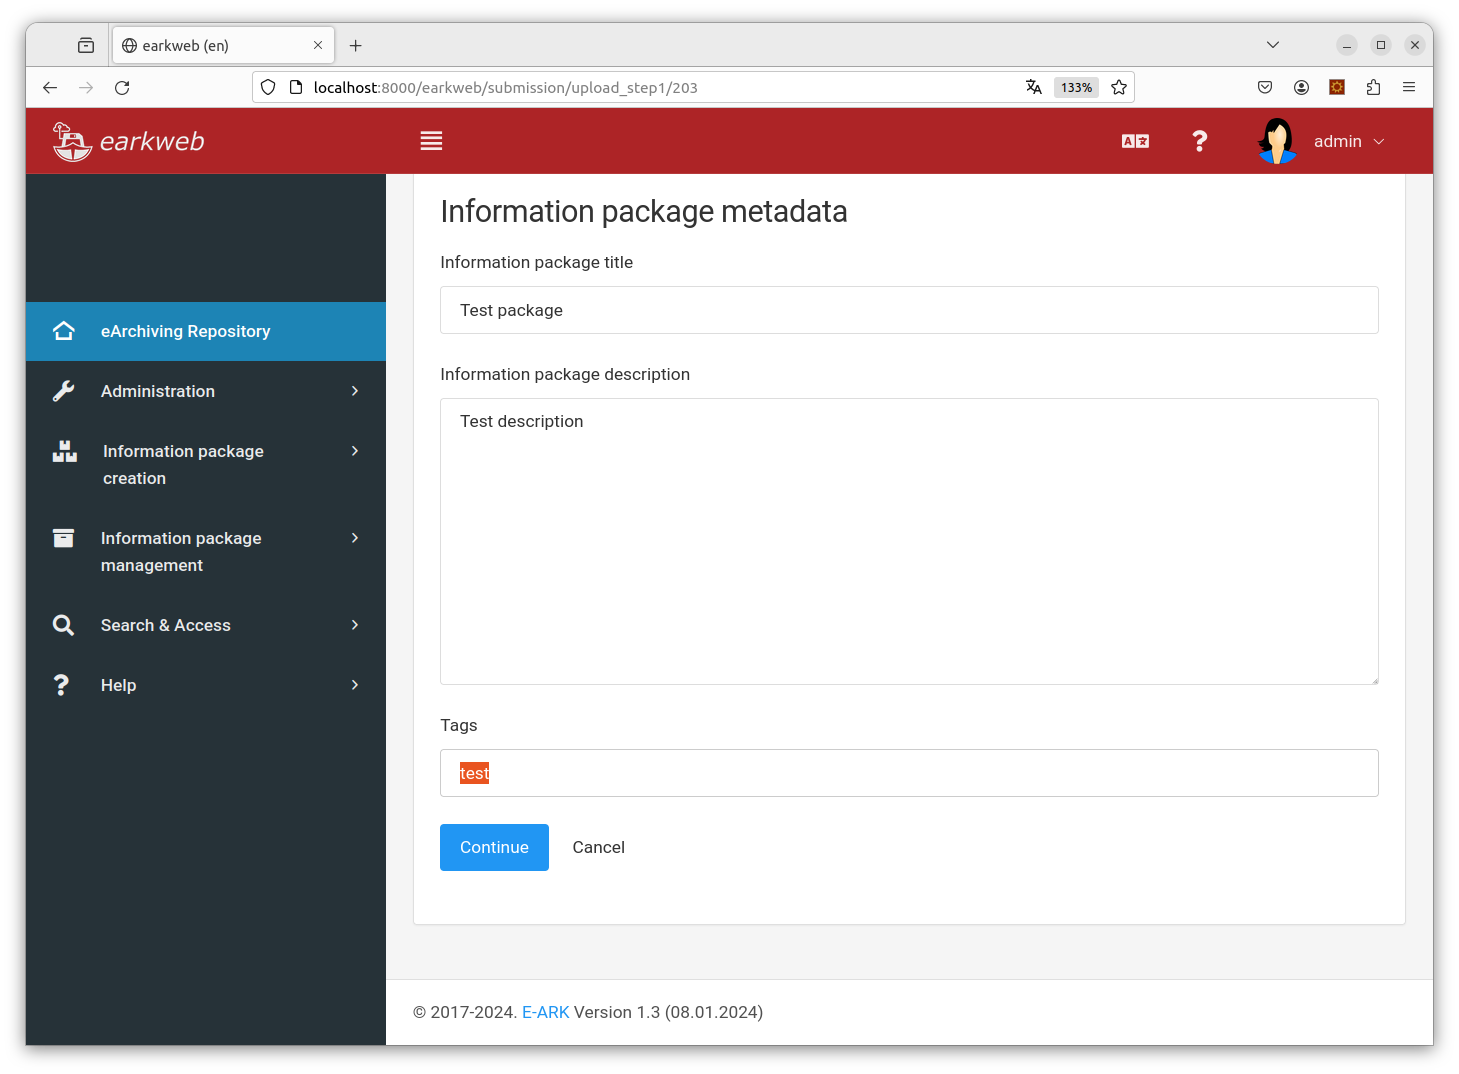 earkweb (en)
localhost:8000/earkweb/submission/upload_step1/203
133%
earkweb
admin
eArchiving Repository
Administration
Information package
creation
Information package
management
Search & Access
Help
Information package metadata
Information package title
Test package
Information package description
Test description
Tags
test
Continue
Cancel
© 2017-2024. E-ARK Version 1.3 (08.01.2024)